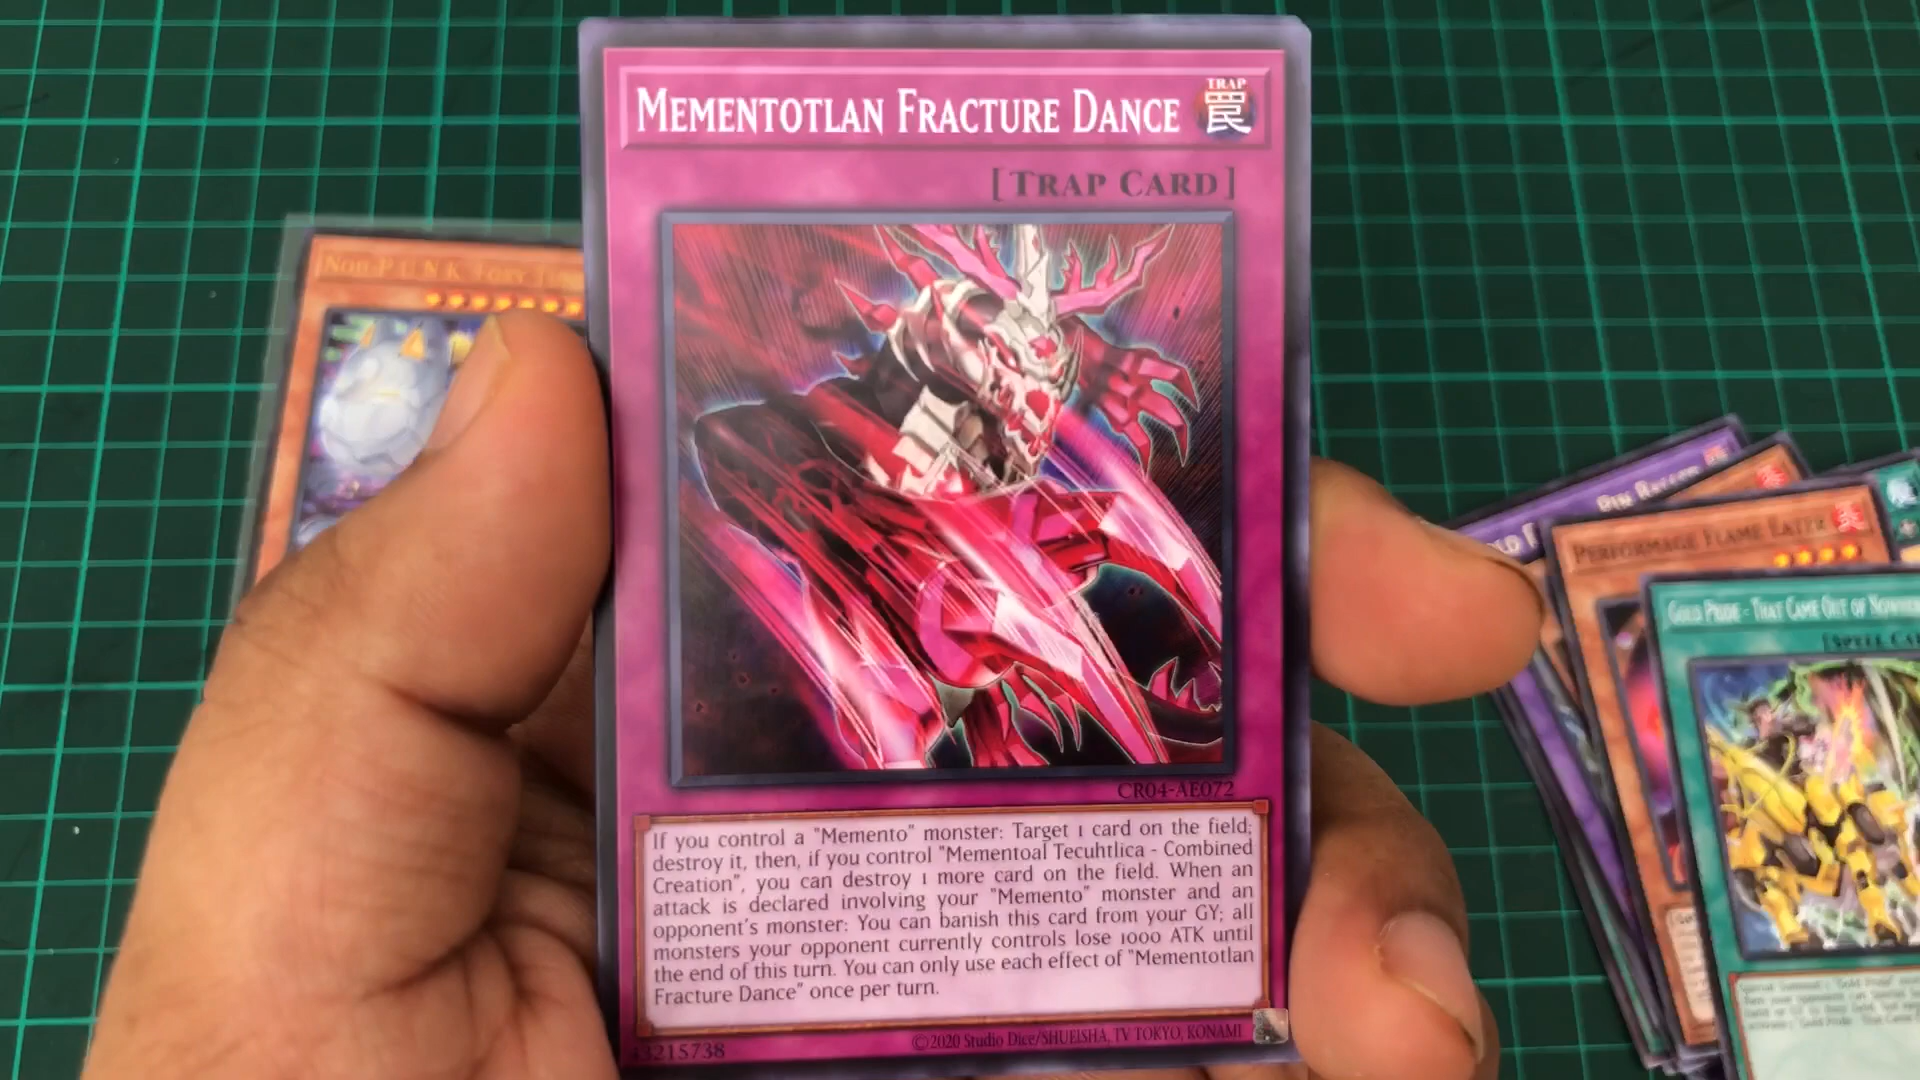 MEMENTOTLAN FRACTURE DANCE
TRAP
罠
[TRAP CARD]
CR04-AE072
If you control a "Memento" monster: Target 1 card on the field;
destroy it, then, if you control "Mementoal Tecuhtlica - Combined
Creation", you can destroy 1 more card on the field. When an
attack is declared involving your "Memento" monster and an
opponent's monster: You can banish this card from your GY; all
monsters your opponent currently controls lose 1000 ATK until
the end of this turn. You can only use each effect of "Mementotlan
Fracture Dance" once per turn.
3215738
©2020 Studio Dice/SHUEISHA, TV TOKYO, KONAMI
NON-P.U.N.K. FOXY
PERFORMAGE FLAME EATER
炎
GOLD PRIDE - THAT CAME OUT OF